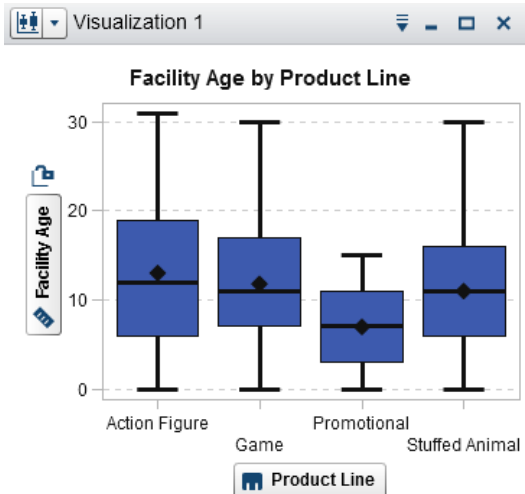 Visualization 1
Facility Age by Product Line
30
20
10
0
Facility Age
Action Figure
Game
Promotional
Stuffed Animal
Product Line